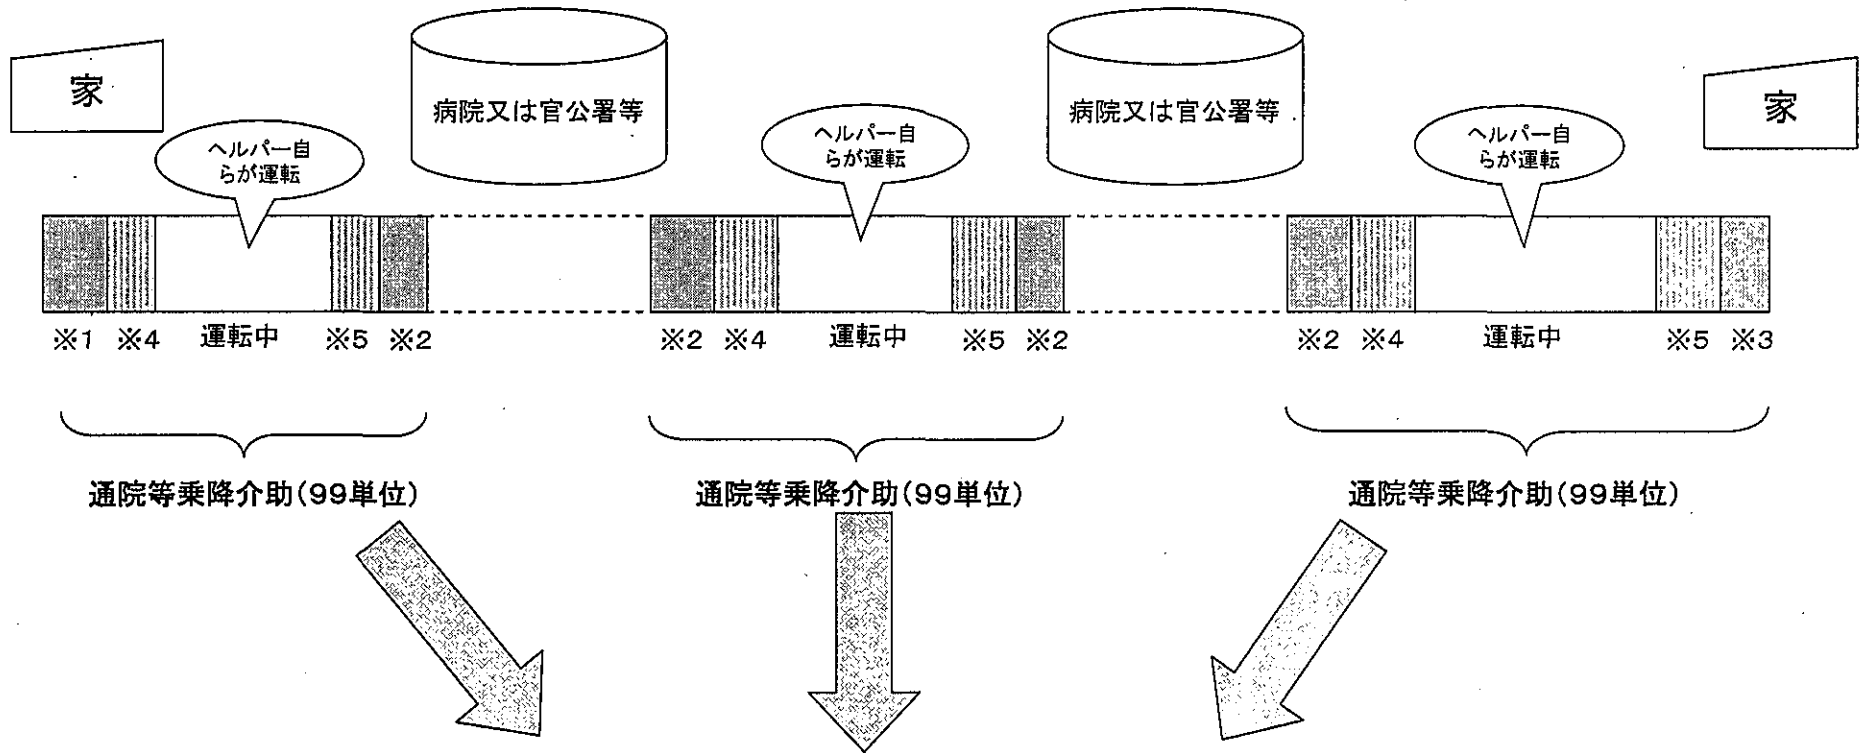 家
病院又は官公署等
病院又は官公署等
家
ヘルパー自
らが運転
ヘルパー自
らが運転
ヘルパー自
らが運転
※1 ※4 運転中 ※5 ※2
※2 ※4 運転中 ※5 ※2
※2 ※4 運転中 ※5 ※3
通院等乗降介助(99単位)
通院等乗降介助(99単位)
通院等乗降介助(99単位)